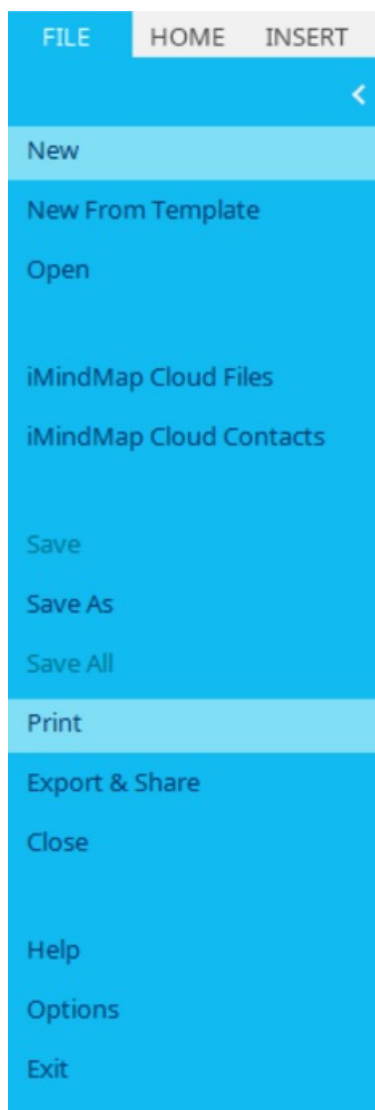 FILE HOME INSERT
New
New From Template
Open
iMindMap Cloud Files
iMindMap Cloud Contacts
Save
Save As
Save All
Print
Export & Share
Close
Help
Options
Exit